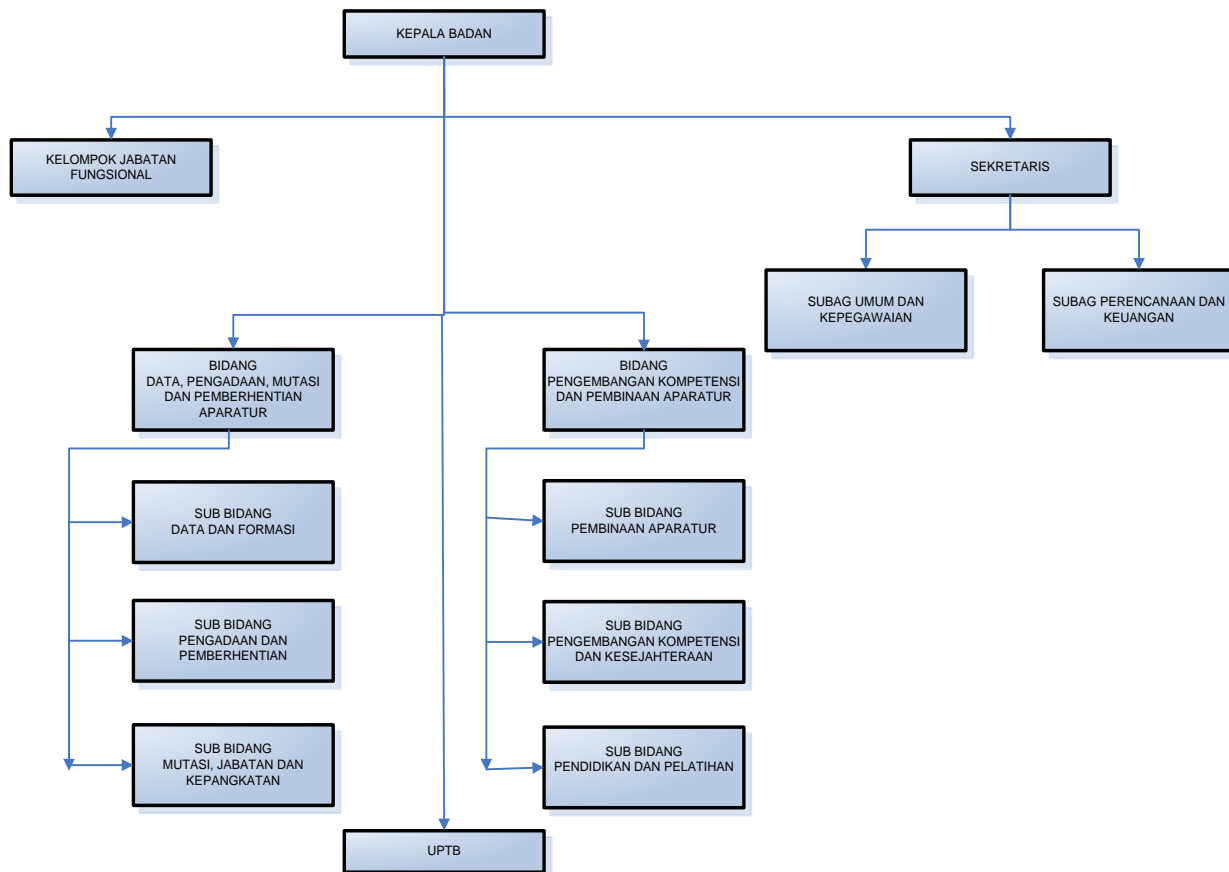 KEPALA BADAN
KELOMPOK JABATAN
FUNGSIONAL
SEKRETARIS
SUBAG UMUM DAN
KEPEGAWAIAN
SUBAG PERENCANAAN DAN
KEUANGAN
BIDANG
DATA, PENGADAAN, MUTASI
DAN PEMBERHENTIAN
APARATUR
BIDANG
PENGEMBANGAN KOMPETENSI
DAN PEMBINAAN APARATUR
SUB BIDANG
DATA DAN FORMASI
SUB BIDANG
PEMBINAAN APARATUR
SUB BIDANG
PENGADAAN DAN
PEMBERHENTIAN
SUB BIDANG
PENGEMBANGAN KOMPETENSI
DAN KESEJAHTERAAN
SUB BIDANG
MUTASI, JABATAN DAN
KEPANGKATAN
SUB BIDANG
PENDIDIKAN DAN PELATIHAN
UPTB